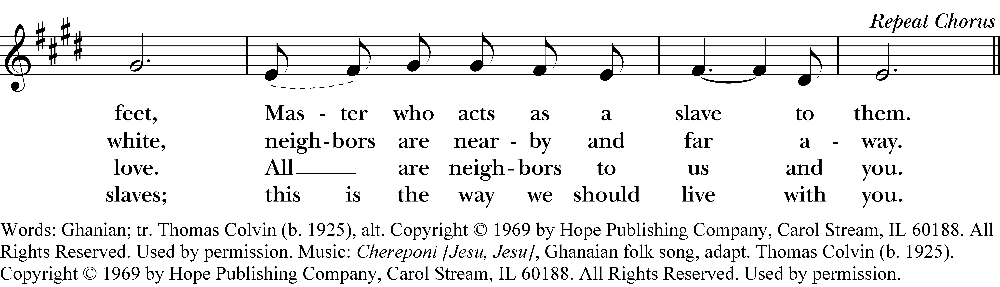 Repeat Chorus
feet, Mas - ter who acts as a slave to them.
white, neigh - bors are near - by and far a - way.
love. All are neigh - bors to us and you.
slaves; this is the way we should live with you.
Words: Ghanian; tr. Thomas Colvin (b. 1925), alt. Copyright © 1969 by Hope Publishing Company, Carol Stream, IL 60188. All
Rights Reserved. Used by permission. Music: Chereponi [Jesu, Jesu], Ghanaian folk song, adapt. Thomas Colvin (b. 1925).
Copyright © 1969 by Hope Publishing Company, Carol Stream, IL 60188. All Rights Reserved. Used by permission.